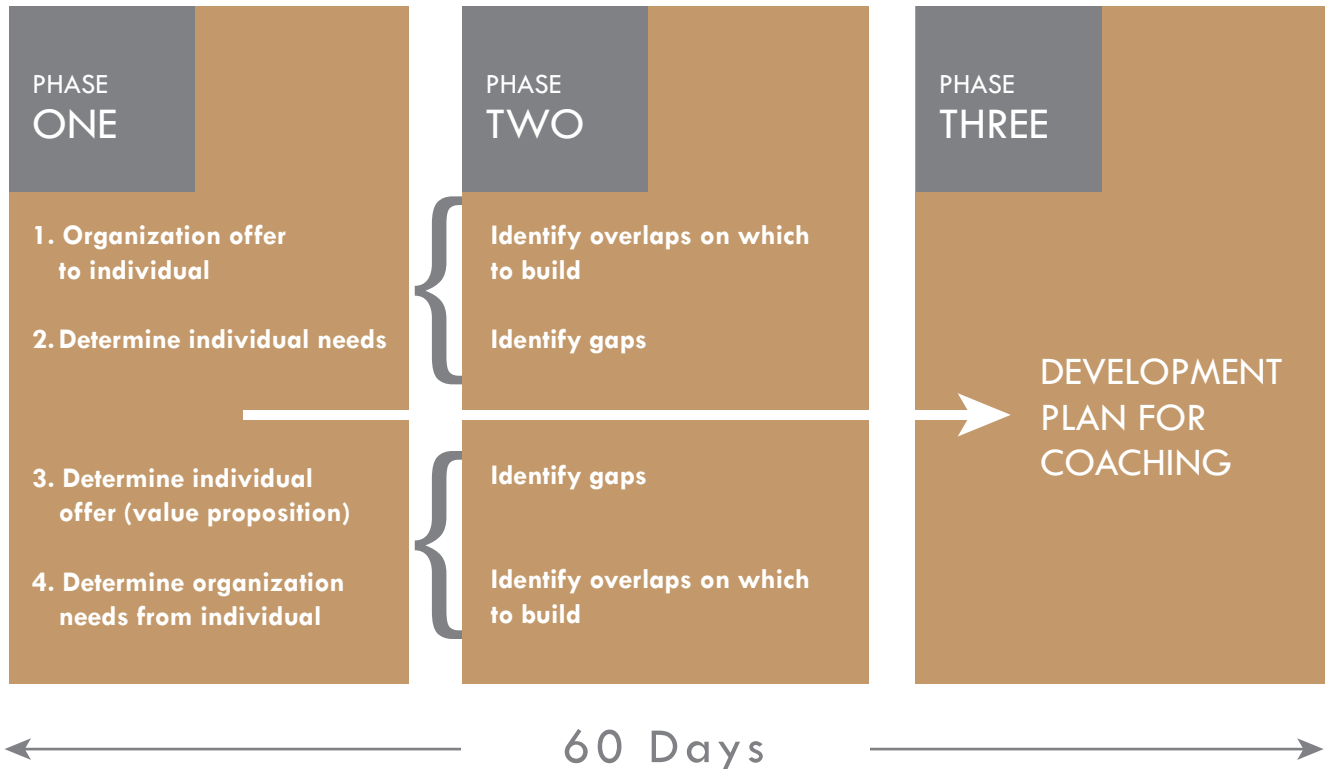 PHASE
ONE
1. Organization offer
to individual
2. Determine individual needs
3. Determine individual
offer (value proposition)
4. Determine organization
needs from individual
PHASE
TWO
Identify overlaps on which
to build
Identify gaps
Identify gaps
Identify overlaps on which
to build
PHASE
THREE
DEVELOPMENT
PLAN FOR
COACHING
60 Days